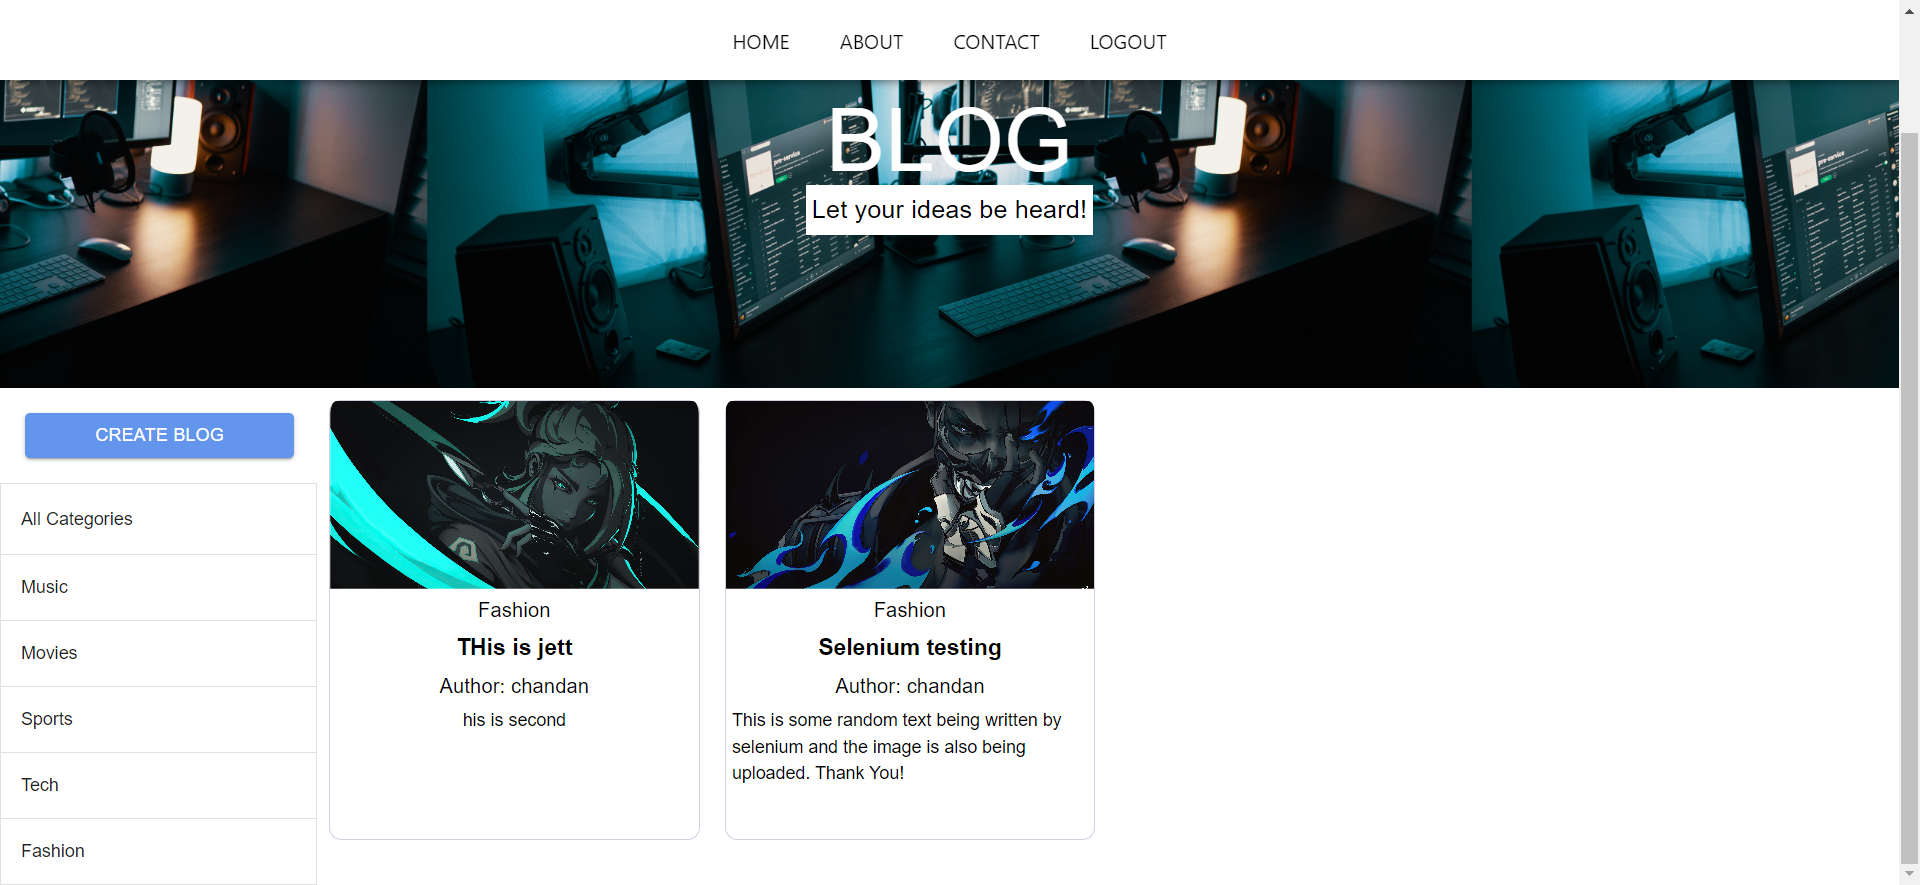 HOME ABOUT CONTACT LOGOUT
BLOG
Let your ideas be heard!
CREATE BLOG
All Categories
Music
Movies
Sports
Tech
Fashion
Fashion
THis is jett
Author: chandan
his is second
Fashion
Selenium testing
Author: chandan
This is some random text being written by
selenium and the image is also being
uploaded. Thank You!